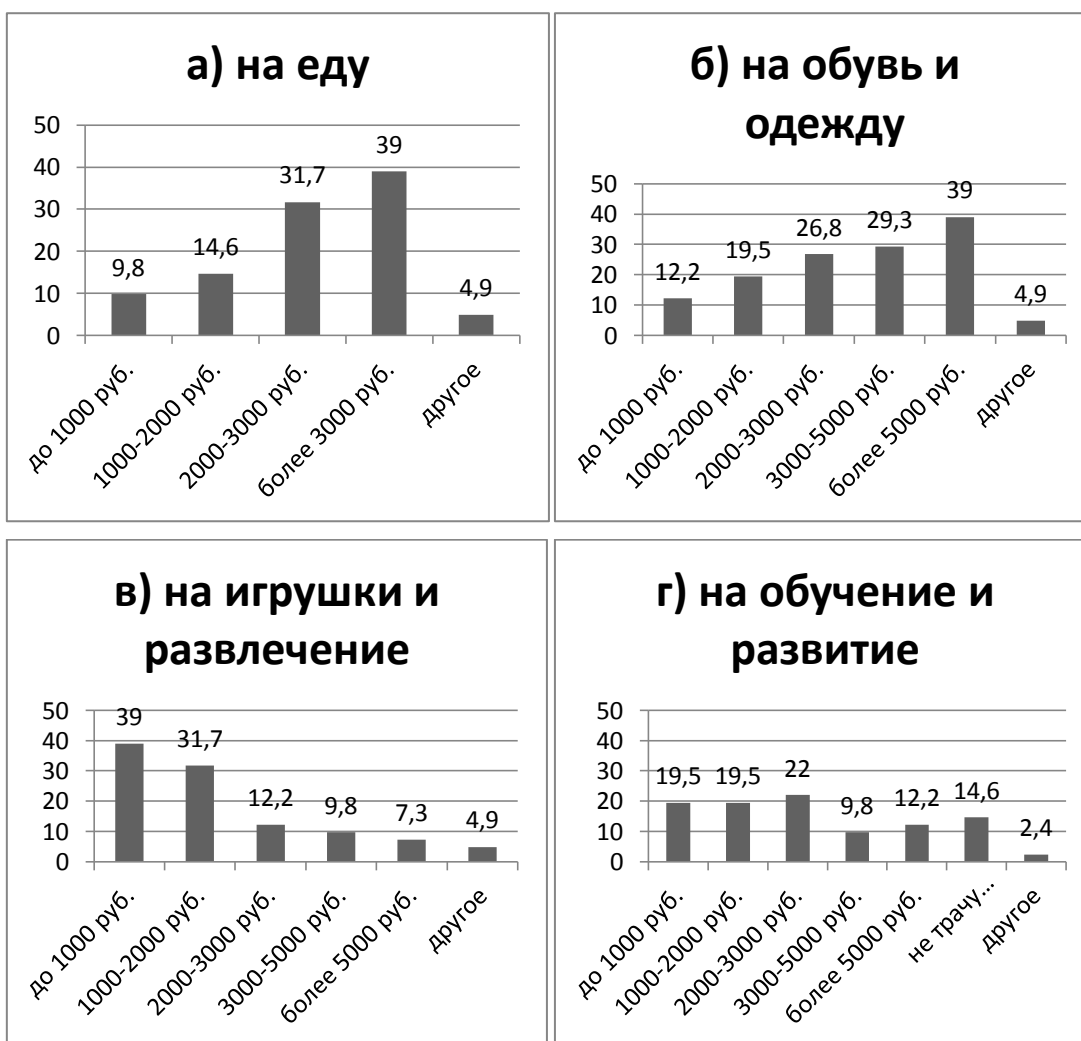 а) на еду
50
40
30
20
10
0
9,8
14,6
31,7
39
4,9
до 1000 руб.
1000-2000 руб.
2000-3000 руб.
более 3000 руб.
другое
б) на обувь и
одежду
50
40
30
20
10
0
12,2
19,5
26,8
29,3
39
4,9
до 1000 руб.
1000-2000 руб.
2000-3000 руб.
3000-5000 руб.
более 5000 руб.
другое
в) на игрушки и
развлечение
50
40
30
20
10
0
39
31,7
12,2
9,8
7,3
4,9
до 1000 руб.
1000-2000 руб.
2000-3000 руб.
3000-5000 руб.
более 5000 руб.
другое
г) на обучение и
развитие
50
40
30
20
10
0
19,5
19,5
22
9,8
12,2
14,6
2,4
до 1000 руб.
1000-2000 руб.
2000-3000 руб.
3000-5000 руб.
более 5000 руб.
не трачу...
другое